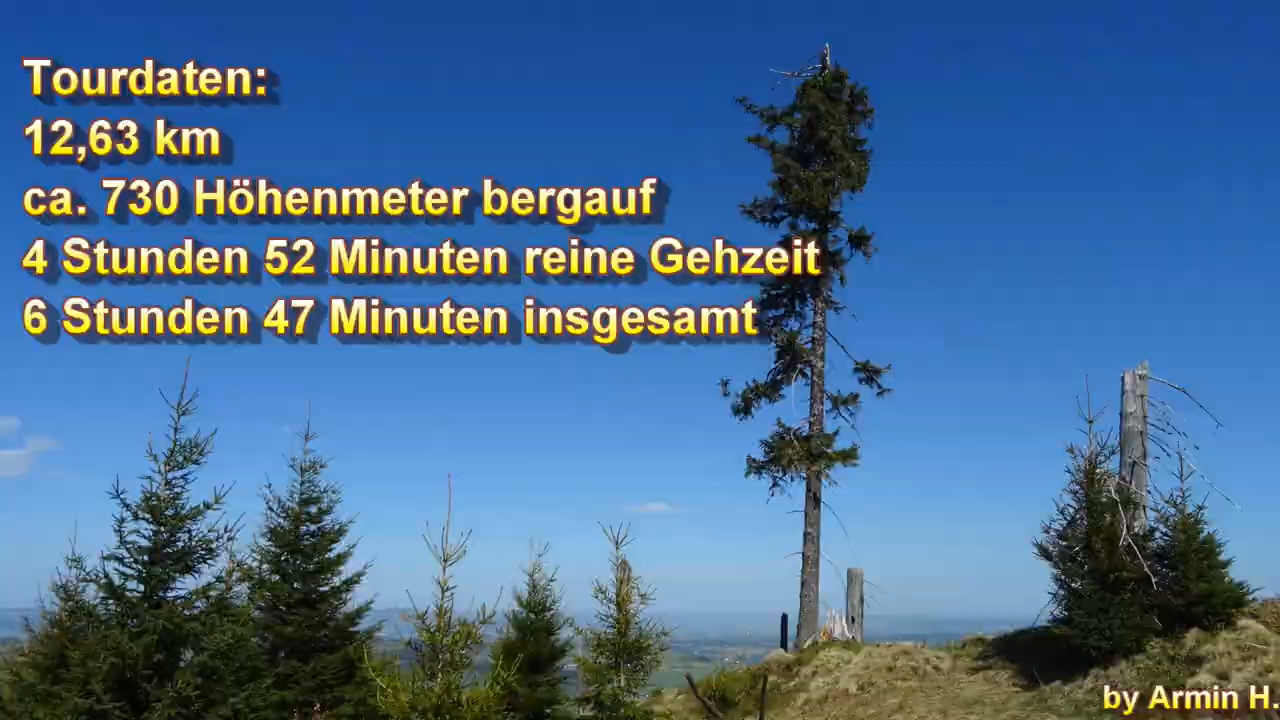 Tourdaten:
12,63 km
ca. 730 Höhenmeter bergauf
4 Stunden 52 Minuten reine Gehzeit
6 Stunden 47 Minuten insgesamt
by Armin H.